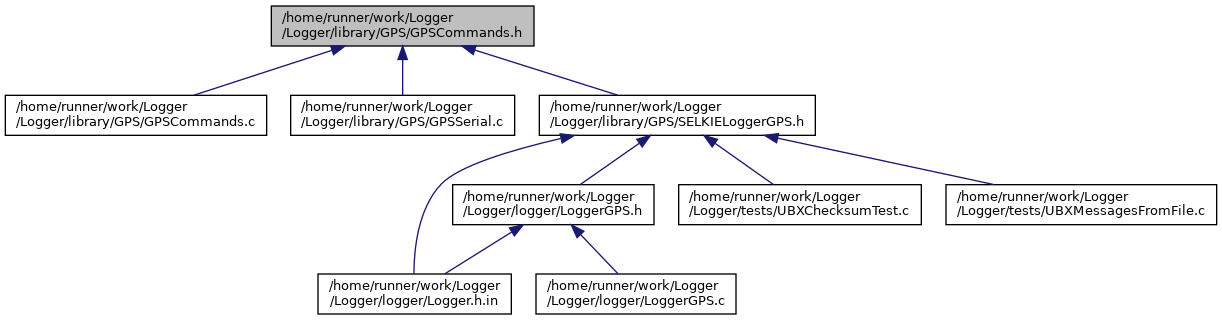 /home/runner/work/Logger
/Logger/library/GPS/GPSCommands.h
/home/runner/work/Logger
/Logger/library/GPS/GPSCommands.c
/home/runner/work/Logger
/Logger/library/GPS/GPSSerial.c
/home/runner/work/Logger
/Logger/library/GPS/SELKIELoggerGPS.h
/home/runner/work/Logger
/Logger/logger/LoggerGPS.h
/home/runner/work/Logger
/Logger/tests/UBXChecksumTest.c
/home/runner/work/Logger
/Logger/tests/UBXMessagesFromFile.c
/home/runner/work/Logger
/Logger/logger/Logger.h.in
/home/runner/work/Logger
/Logger/logger/LoggerGPS.c